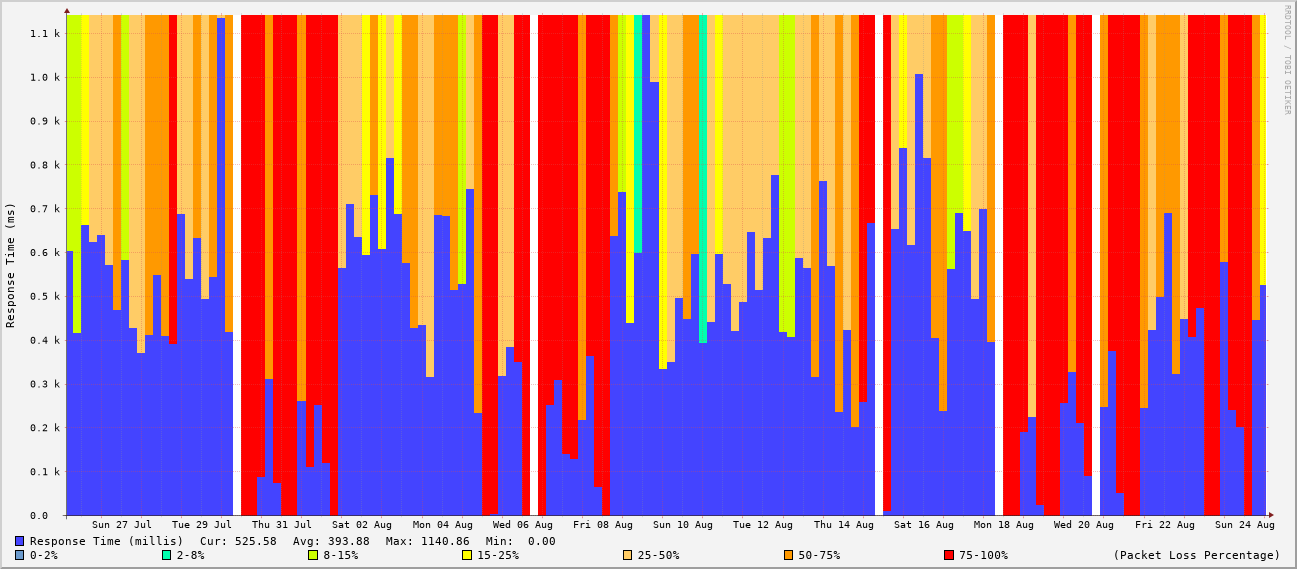 RRDTOOL / TOBI OETIKER
Response Time (ms)
1.1 k
1.0 k
0.9 k
0.8 k
0.7 k
0.6 k
0.5 k
0.4 k
0.3 k
0.2 k
0.1 k
0.0
Sun 27 Jul Tue 29 Jul Thu 31 Jul Sat 02 Aug Mon 04 Aug Wed 06 Aug Fri 08 Aug Sun 10 Aug Tue 12 Aug Thu 14 Aug Sat 16 Aug Mon 18 Aug Wed 20 Aug Fri 22 Aug Sun 24 Aug
Response Time (millis) Cur: 525.58 Avg: 393.88 Max: 1140.86 Min: 0.00
0-2% 2-8% 8-15% 15-25% 25-50% 50-75% 75-100% (Packet Loss Percentage)